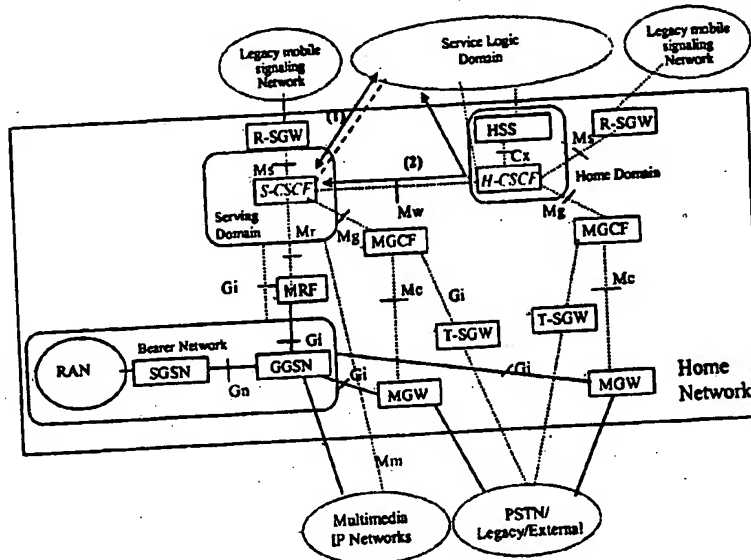 Legacy mobile
signaling
Network
Service Logic
Domain
Legacy mobile
signaling
Network
R-SGW
(1)
HSS
R-SGW
Ms
Cx
Ms
(2)
S-CSCF
H-CSCF
Home Domain
Serving
Domain
Mw
Mg
Mg
Mr
MGCF
MGCF
Gi
MRF
Mc
Gi
Mc
T-SGW
T-SGW
Bearer Network
Gi
RAN
SGSN
GGSN
Gn
Gi
MGW
Gi
MGW
Home
Network
Mm
Multimedia
IP Networks
PSTN/
Legacy/External